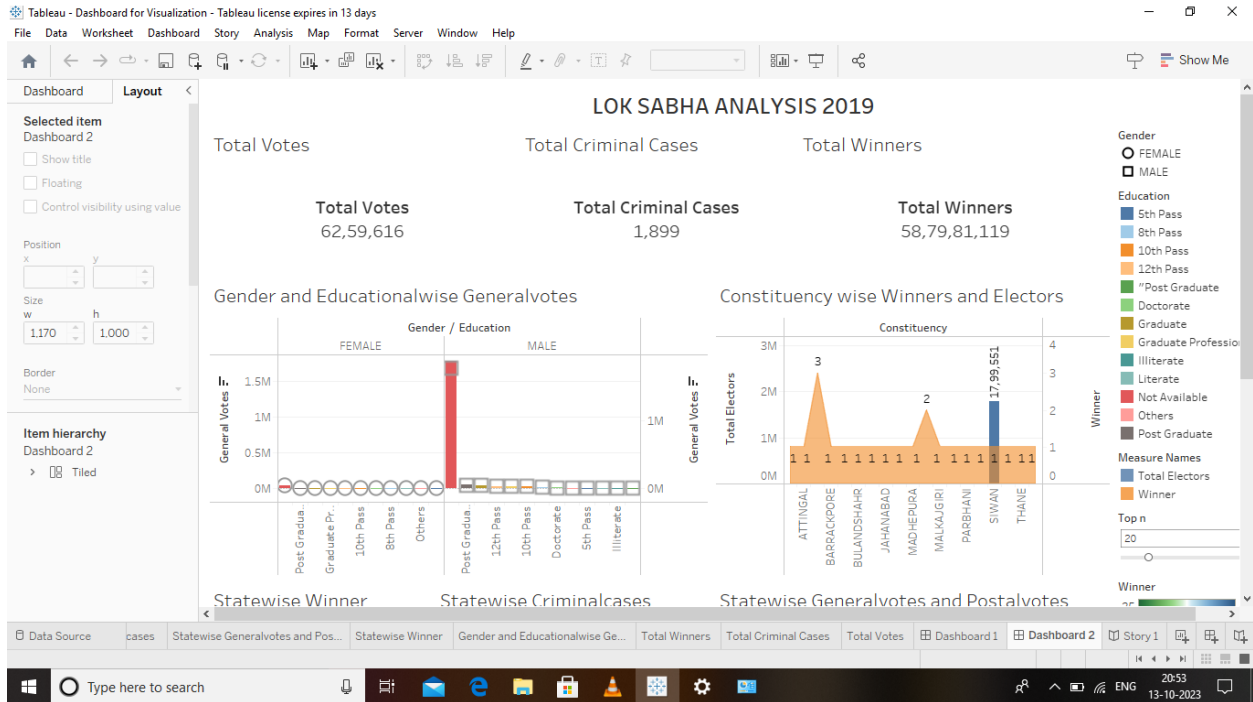 Tableau - Dashboard for Visualization - Tableau license expires in 13 days
File Data Worksheet Dashboard Story Analysis Map Format Server Window Help
Show Me
Dashboard Layout
Selected item
Dashboard 2
Show title
Floating
Control visibility using value
Position
x y
Size
w h
1,170 1,000
Border
None
Item hierarchy
Dashboard 2
Tiled
LOK SABHA ANALYSIS 2019
Total Votes Total Criminal Cases Total Winners
Total Votes Total Criminal Cases Total Winners
62,59,616 1,899 58,79,81,119
Gender and Educationalwise Generalvotes
Gender / Education
FEMALE MALE
General Votes
1.5M
1M
0.5M
0M
1M
0M
General Votes
Post Gradua..
Graduate Pr..
10th Pass
8th Pass
Others
Post Gradua..
12th Pass
10th Pass
Doctorate
5th Pass
Illiterate
Constituency wise Winners and Electors
Constituency
Total Electors
3M
2M
1M
0M
3
2
17,99,551
1 1 1 1 1 1 1 1 1 1 1 1 1 1 1 1
4
3
2
1
0
Winner
ATTINGAL
BARRACKPORE
BULANDSHAHR
JAHANABAD
MADHEPURA
MALKAJGIRI
PARBHANI
SIWAN
THANE
Statewise Winner Statewise Criminalcases Statewise Generalvotes and Postalvotes
Gender
FEMALE
MALE
Education
5th Pass
8th Pass
10th Pass
12th Pass
"Post Graduate
Doctorate
Graduate
Graduate Professio
Illiterate
Literate
Not Available
Others
Post Graduate
Measure Names
Total Electors
Winner
Top n
20
Winner
Data Source cases Statewise Generalvotes and Pos... Statewise Winner Gender and Educationalwise Ge... Total Winners Total Criminal Cases Total Votes Dashboard 1 Dashboard 2 Story 1
Type here to search
ENG
20:53
13-10-2023